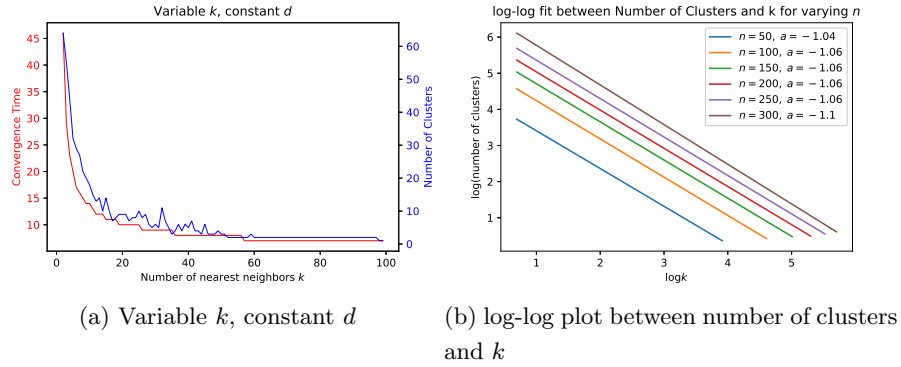 Variable k, constant d
45
40
35
30
25
20
15
10
Convergence Time
60
50
40
30
20
10
0
Number of Clusters
0 20 40 60 80 100
Number of nearest neighbors k
(a) Variable k, constant d
log-log fit between Number of Clusters and k for varying n
6
5
4
3
2
1
log(number of clusters)
n = 50, a = −1.04
n = 100, a = −1.06
n = 150, a = −1.06
n = 200, a = −1.06
n = 250, a = −1.06
n = 300, a = −1.1
1 2 3 4 5
logk
(b) log-log plot between number of clusters
and k